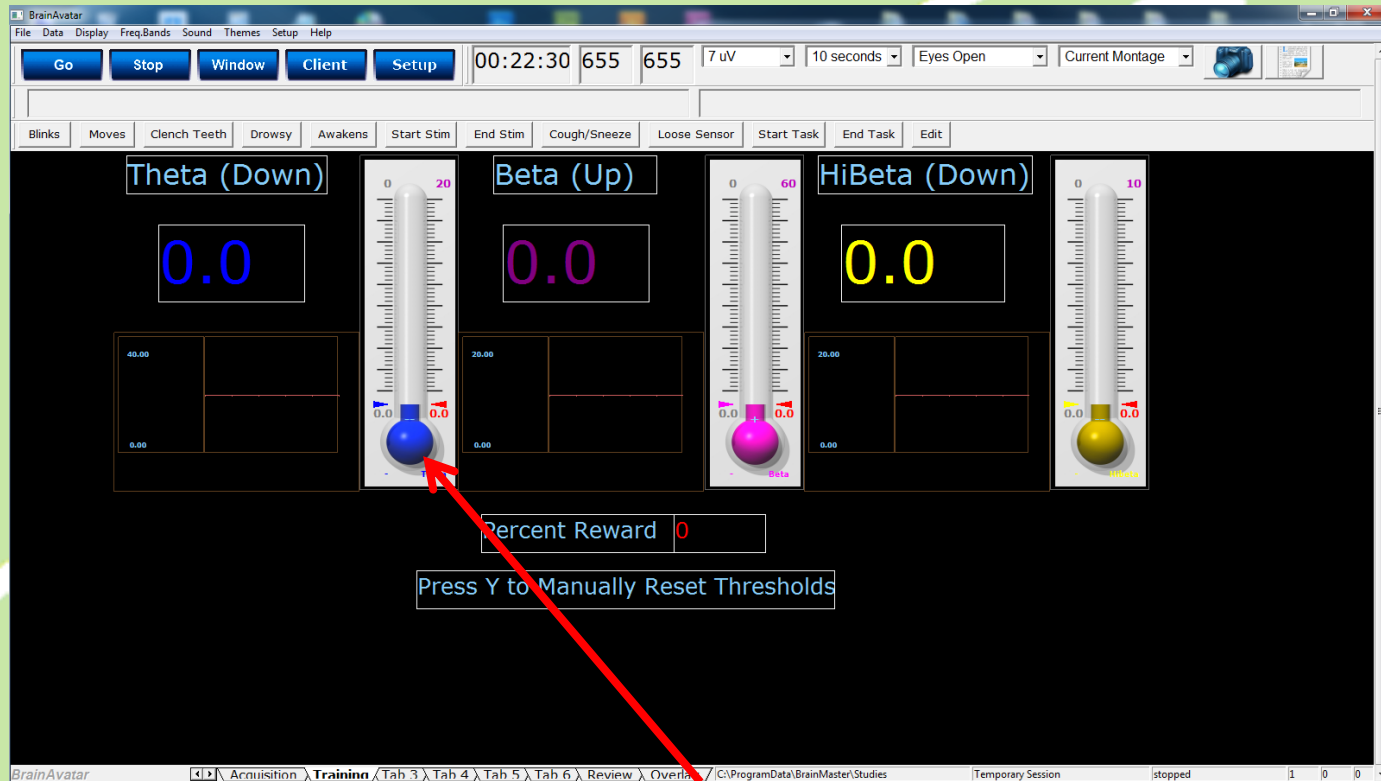 BrainAvatar
File Data Display Freq.Bands Sound Themes Setup Help
Go Stop Window Client Setup 00:22:30 655 655 7 uV 10 seconds Eyes Open Current Montage
Blinks Moves Clench Teeth Drowsy Awakens Start Stim End Stim Cough/Sneeze Loose Sensor Start Task End Task Edit
Theta (Down) 0 20 Beta (Up) 0 60 HiBeta (Down) 0 10
0.0 0.0 0.0
40.00 20.00 20.00
0.0 0.0 0.0 0.0 0.0 0.0
0.00 0.00 0.00
- - Beta - HiBeta
Percent Reward 0
Press Y to Manually Reset Thresholds
BrainAvatar Acquisition Training Tab 3 Tab 4 Tab 5 Tab 6 Review C:\ProgramData\BrainMaster\Studies Temporary Session stopped 1 0 0